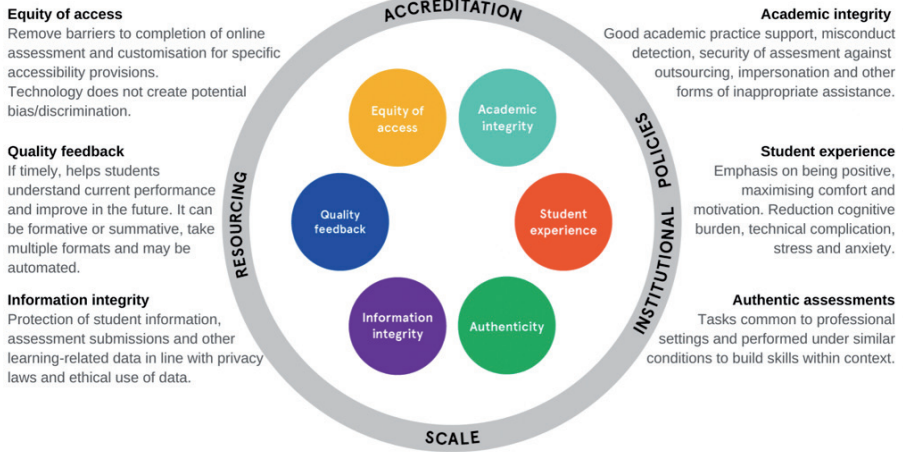 ACCREDITATION
Equity of access
Remove barriers to completion of online
assessment and customisation for specific
accessibility provisions.
Technology does not create potential
bias/discrimination.
Quality feedback
If timely, helps students
understand current performance
and improve in the future. It can
be formative or summative, take
multiple formats and may be
automated.
Information integrity
Protection of student information,
assessment submissions and other
learning-related data in line with privacy
laws and ethical use of data.
RESOURCING
Equity of
access
Academic
integrity
Quality
feedback
Student
experience
Information
integrity
Authenticity
INSTITUTIONAL POLICIES
SCALE
Academic integrity
Good academic practice support, misconduct
detection, security of assesment against
outsourcing, impersonation and other
forms of inappropriate assistance.
Student experience
Emphasis on being positive,
maximising comfort and
motivation. Reduction cognitive
burden, technical complication,
stress and anxiety.
Authentic assessments
Tasks common to professional
settings and performed under similar
conditions to build skills within context.